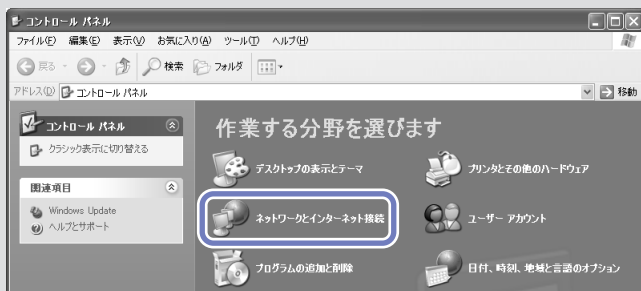 コントロール パネル
ファイル(F) 編集(E) 表示(V) お気に入り(A) ツール(T) ヘルプ(H)
戻る 検索 フォルダ
アドレス(D) コントロール パネル 移動
コントロール パネル
クラシック表示に切り替える
関連項目
Windows Update
ヘルプとサポート
作業する分野を選びます
デスクトップの表示とテーマ
プリンタとその他のハードウェア
ネットワークとインターネット接続
ユーザー アカウント
プログラムの追加と削除
日付、時刻、地域と言語のオプション